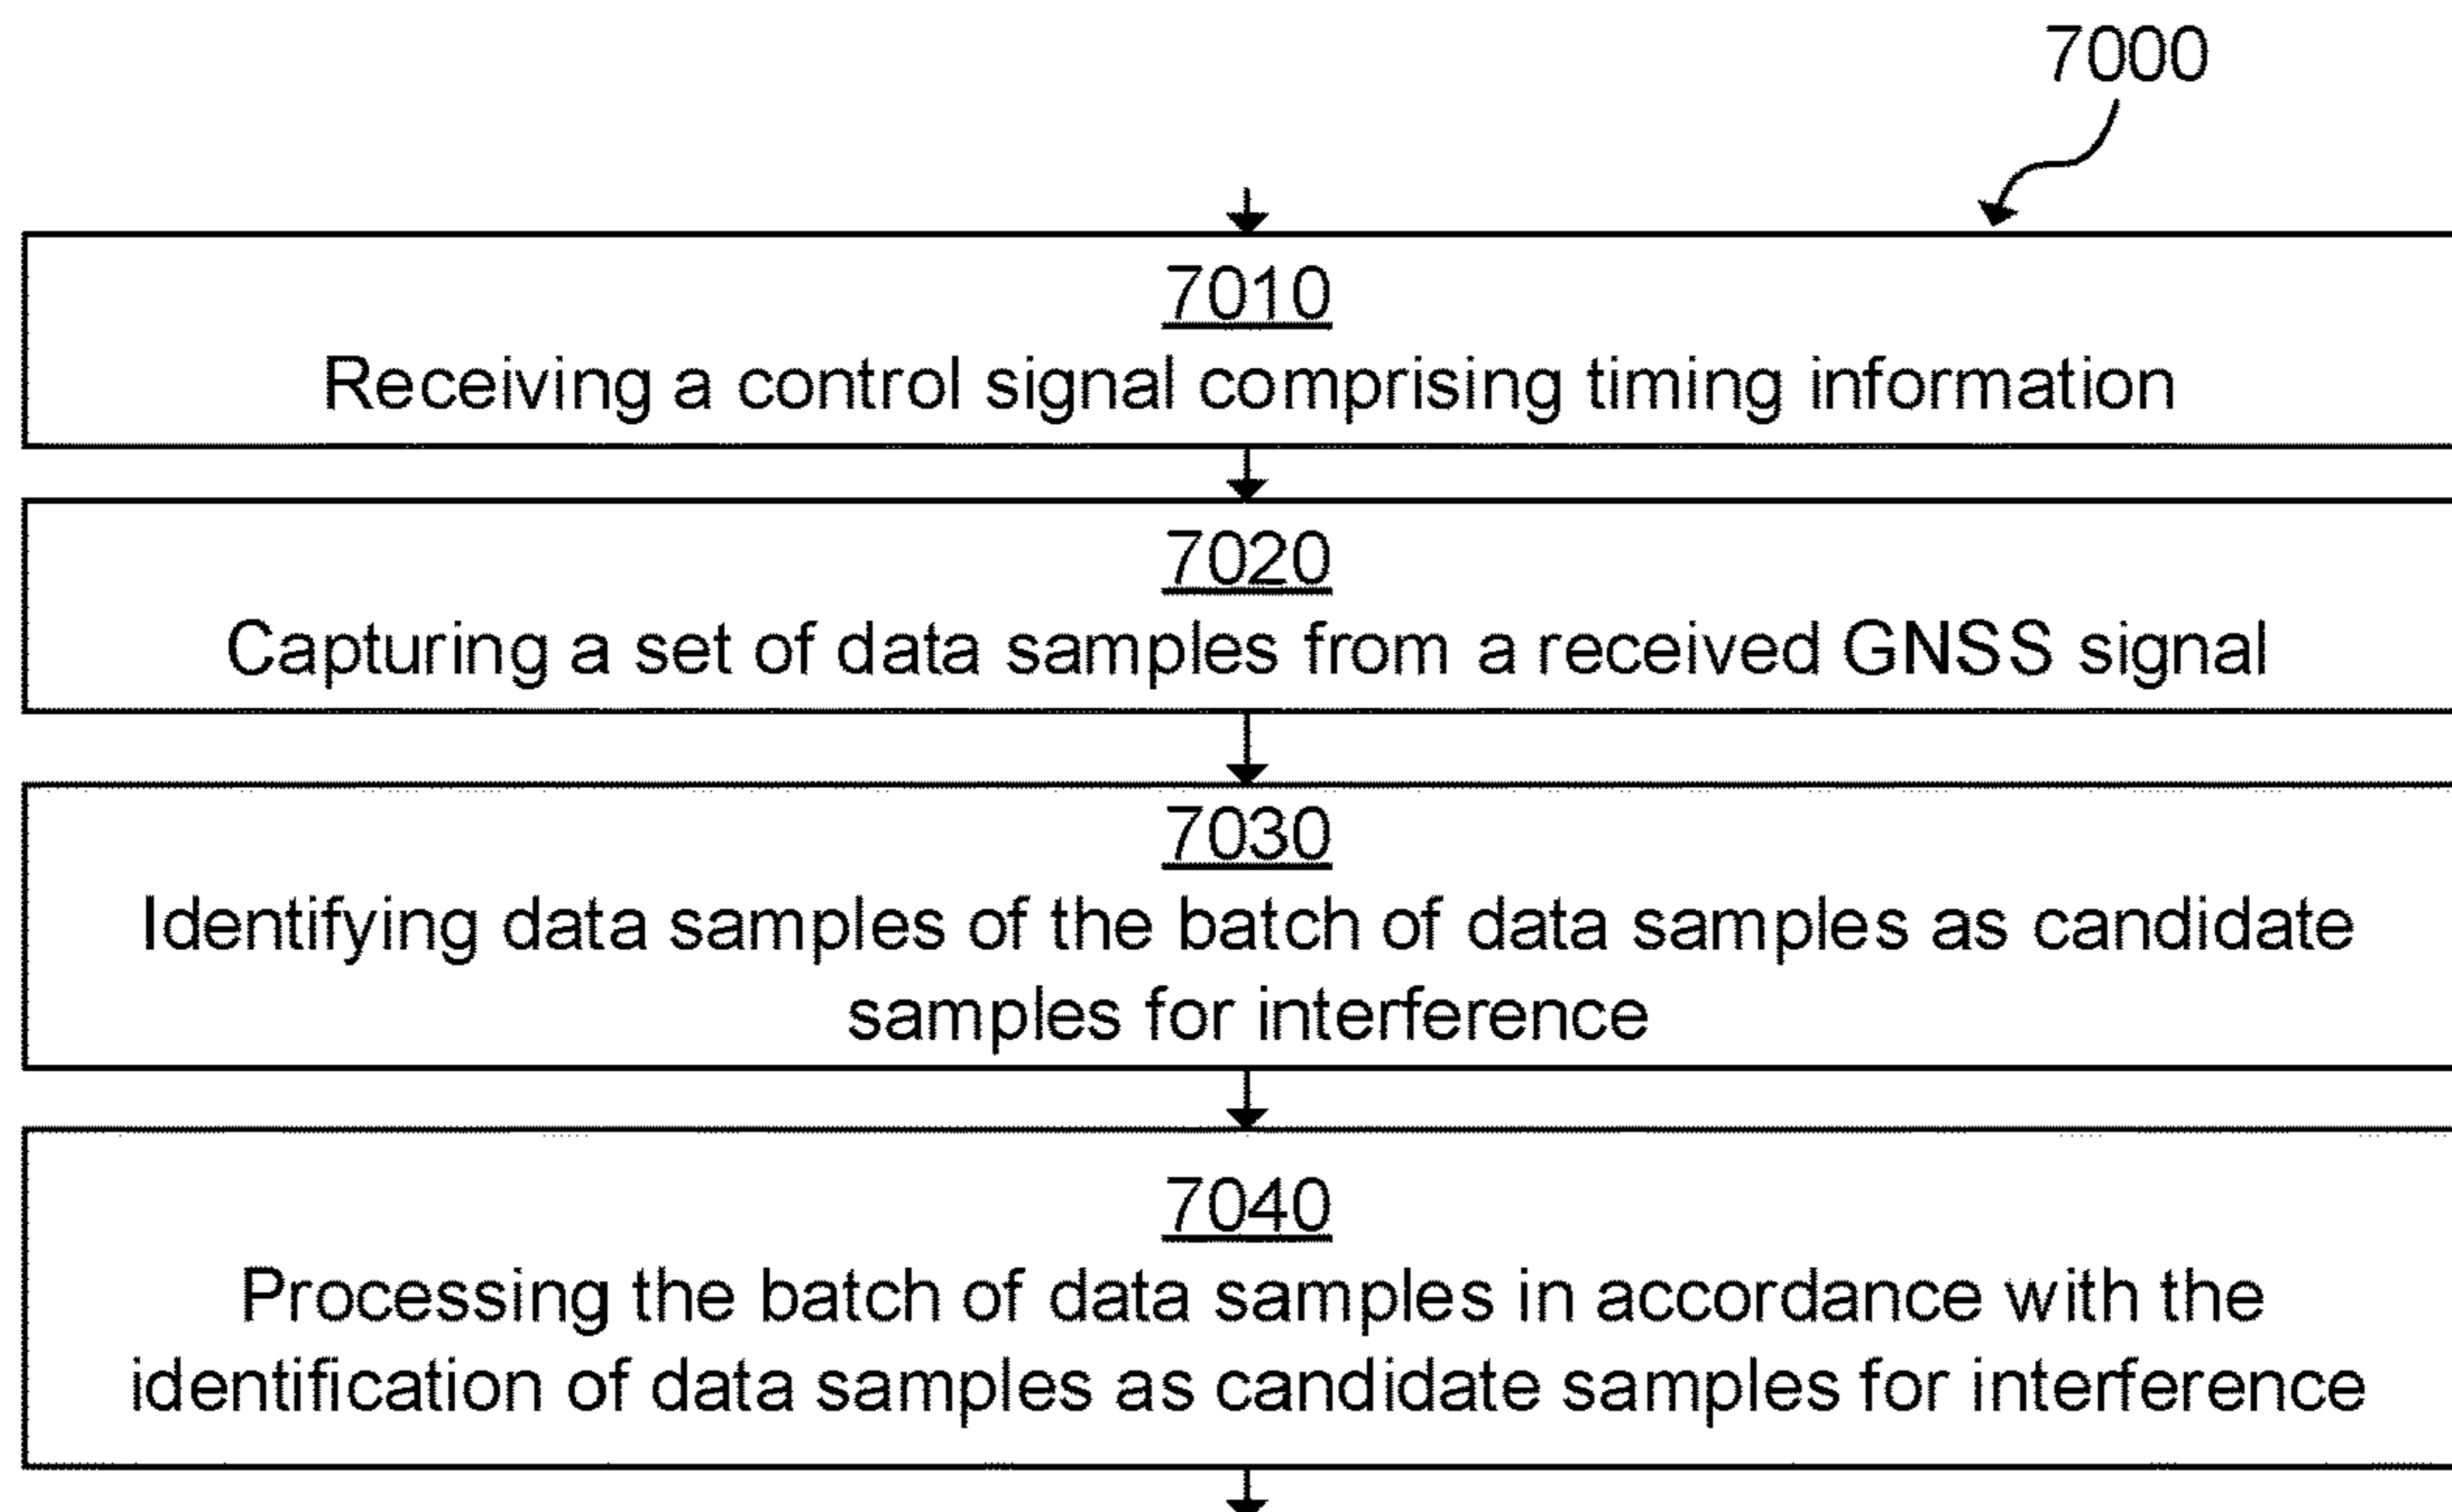 7000
7010
Receiving a control signal comprising timing information
7020
Capturing a set of data samples from a received GNSS signal
7030
Identifying data samples of the batch of data samples as candidate
samples for interference
7040
Processing the batch of data samples in accordance with the
identification of data samples as candidate samples for interference